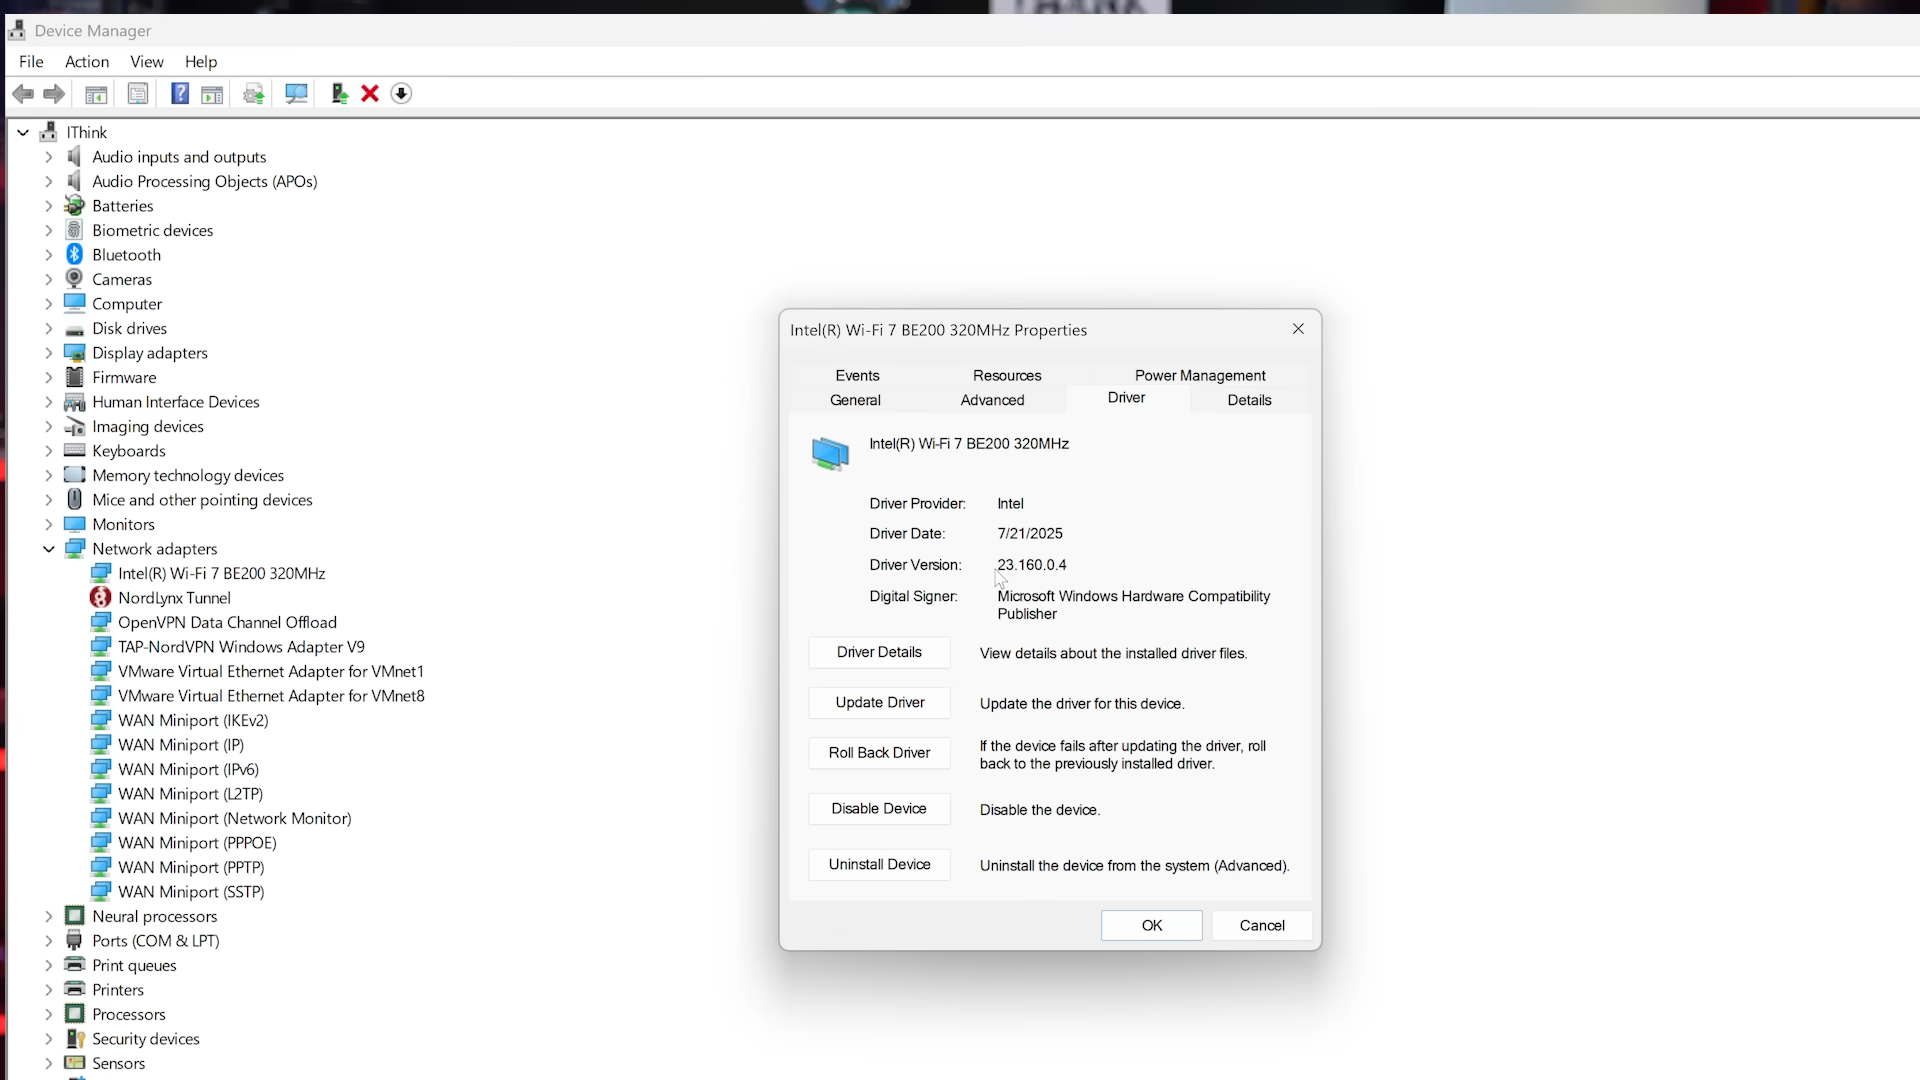 THINK
Device Manager
File Action View Help
IThink
Audio inputs and outputs
Audio Processing Objects (APOs)
Batteries
Biometric devices
Bluetooth
Cameras
Computer
Disk drives
Display adapters
Firmware
Human Interface Devices
Imaging devices
Keyboards
Memory technology devices
Mice and other pointing devices
Monitors
Network adapters
Intel(R) Wi-Fi 7 BE200 320MHz
NordLynx Tunnel
OpenVPN Data Channel Offload
TAP-NordVPN Windows Adapter V9
VMware Virtual Ethernet Adapter for VMnet1
VMware Virtual Ethernet Adapter for VMnet8
WAN Miniport (IKEv2)
WAN Miniport (IP)
WAN Miniport (IPv6)
WAN Miniport (L2TP)
WAN Miniport (Network Monitor)
WAN Miniport (PPPOE)
WAN Miniport (PPTP)
WAN Miniport (SSTP)
Neural processors
Ports (COM & LPT)
Print queues
Printers
Processors
Security devices
Sensors
Intel(R) Wi-Fi 7 BE200 320MHz Properties
Events Resources Power Management
General Advanced Driver Details
Intel(R) Wi-Fi 7 BE200 320MHz
Driver Provider: Intel
Driver Date: 7/21/2025
Driver Version: 23.160.0.4
Digital Signer: Microsoft Windows Hardware Compatibility
Publisher
Driver Details View details about the installed driver files.
Update Driver Update the driver for this device.
Roll Back Driver If the device fails after updating the driver, roll
back to the previously installed driver.
Disable Device Disable the device.
Uninstall Device Uninstall the device from the system (Advanced).
OK Cancel